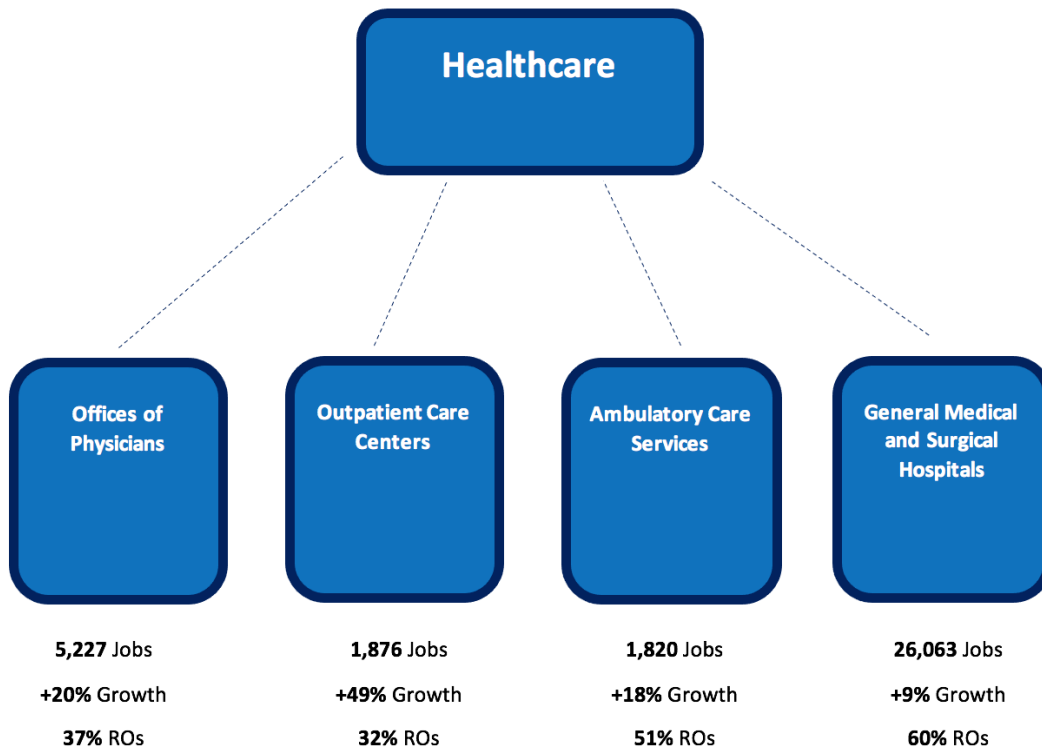 Healthcare
Offices of
Physicians
Outpatient Care
Centers
Ambulatory Care
Services
General Medical
and Surgical
Hospitals
5,227 Jobs
+20% Growth
37% ROs
1,876 Jobs
+49% Growth
32% ROs
1,820 Jobs
+18% Growth
51% ROs
26,063 Jobs
+9% Growth
60% ROs